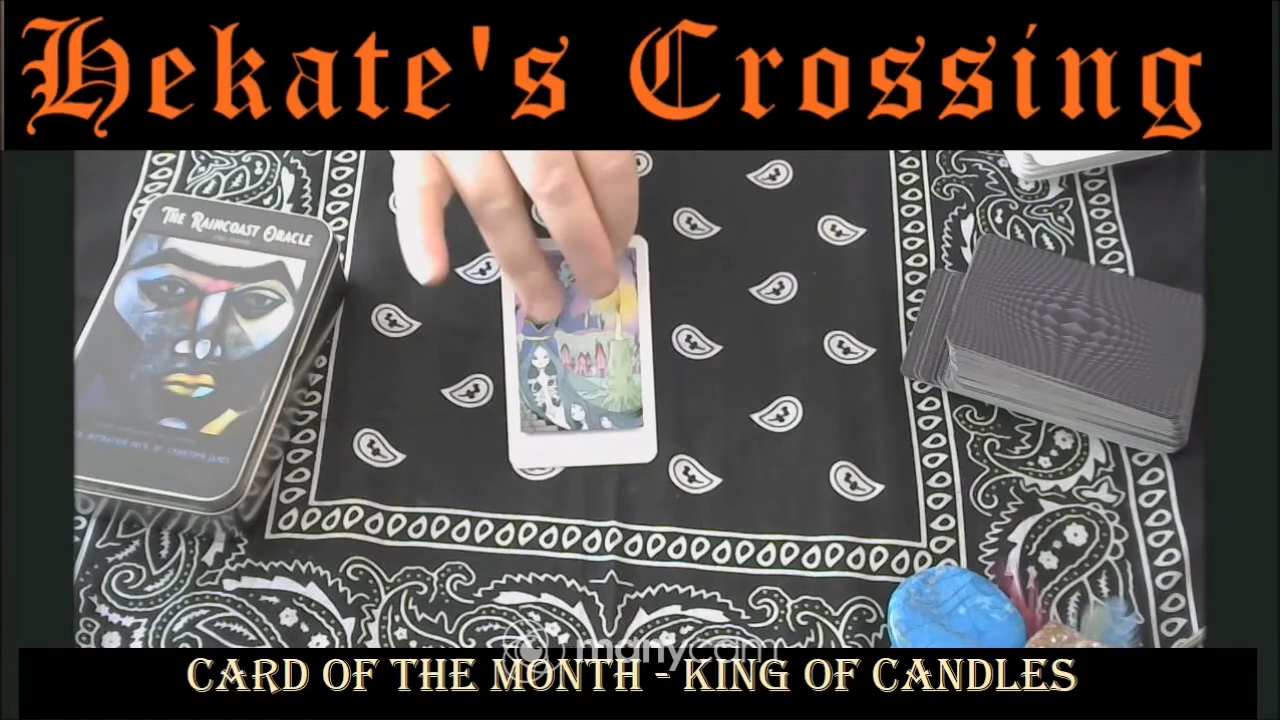 Hekate's Crossing
THE RAINCOAST ORACLE
manycam
CARD OF THE MONTH - KING OF CANDLES